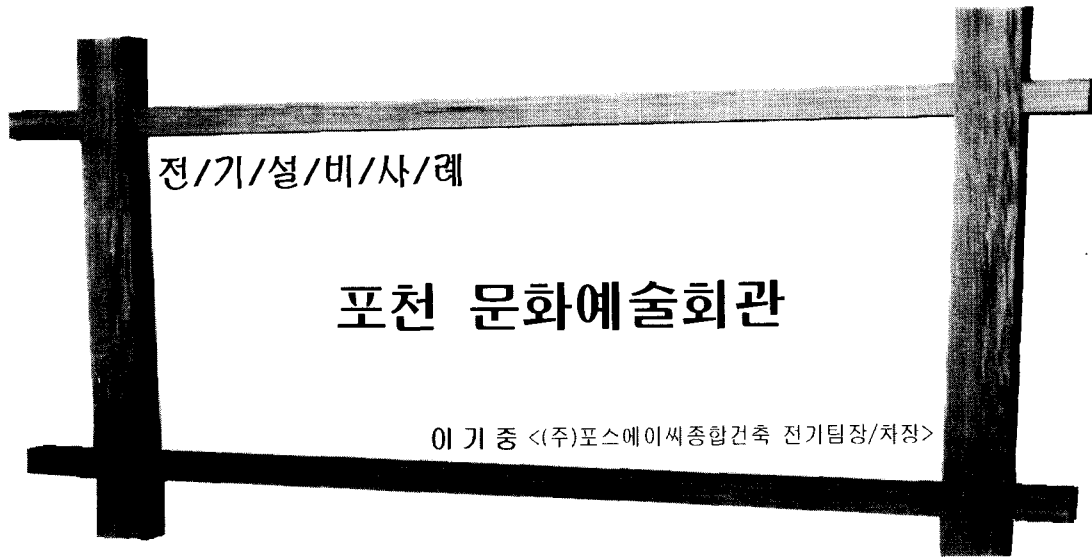 전/기/설/비/사/례
포천 문화예술회관
이 기 중 <(주)포스에이씨종합건축 전기팀장/차장>